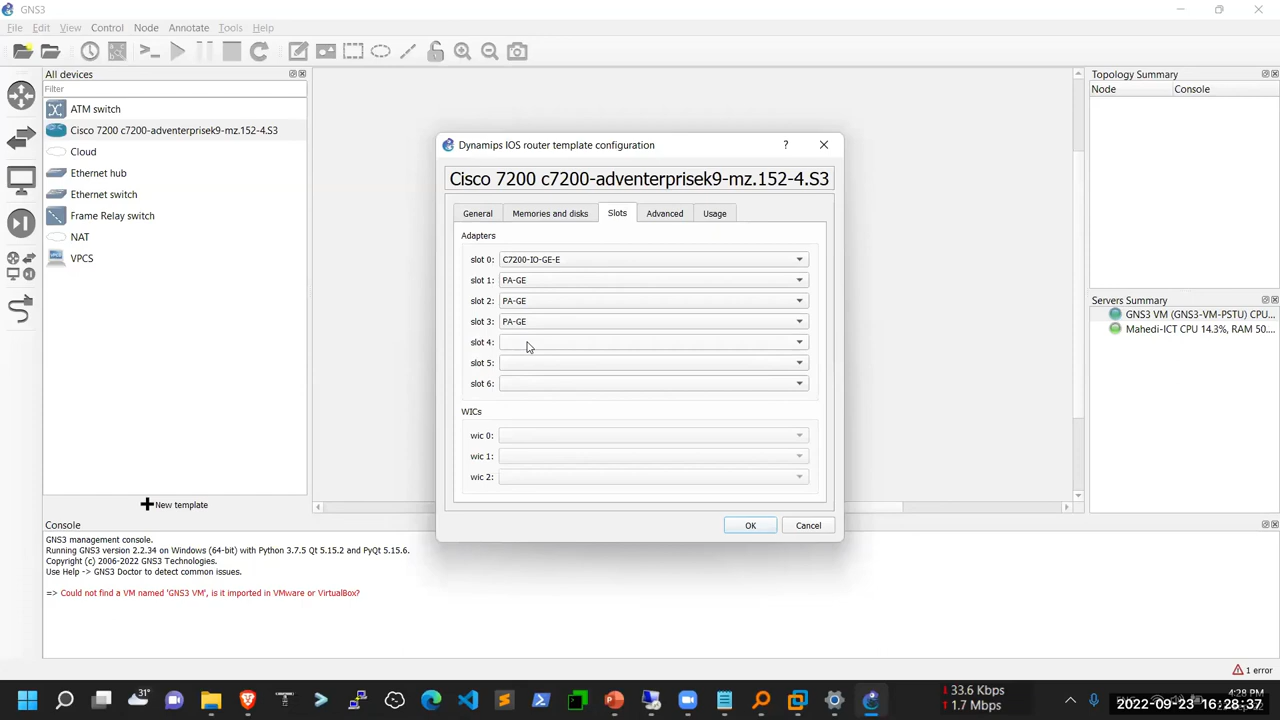 GNS3
File Edit View Control Node Annotate Tools Help
All devices
Filter
ATM switch
Cisco 7200 c7200-adventerprisek9-mz.152-4.S3
Cloud
Ethernet hub
Ethernet switch
Frame Relay switch
NAT
VPCS
New template
Dynamips IOS router template configuration
?
Cisco 7200 c7200-adventerprisek9-mz.152-4.S3
General Memories and disks Slots Advanced Usage
Adapters
slot 0: C7200-IO-GE-E
slot 1: PA-GE
slot 2: PA-GE
slot 3: PA-GE
slot 4:
slot 5:
slot 6:
WICs
wic 0:
wic 1:
wic 2:
OK Cancel
Topology Summary
Node Console
Servers Summary
GNS3 VM (GNS3-VM-PSTU) CPU...
Mahedi-ICT CPU 14.3%, RAM 50....
Console
GNS3 management console.
Running GNS3 version 2.2.34 on Windows (64-bit) with Python 3.7.5 Qt 5.15.2 and PyQt 5.15.6.
Copyright (c) 2006-2022 GNS3 Technologies.
Use Help -> GNS3 Doctor to detect common issues.
=> Could not find a VM named 'GNS3 VM', is it imported in VMware or VirtualBox?
1 error
31°
33.6 Kbps
1.7 Mbps
4:28 PM
2022-09-23 16:28:37